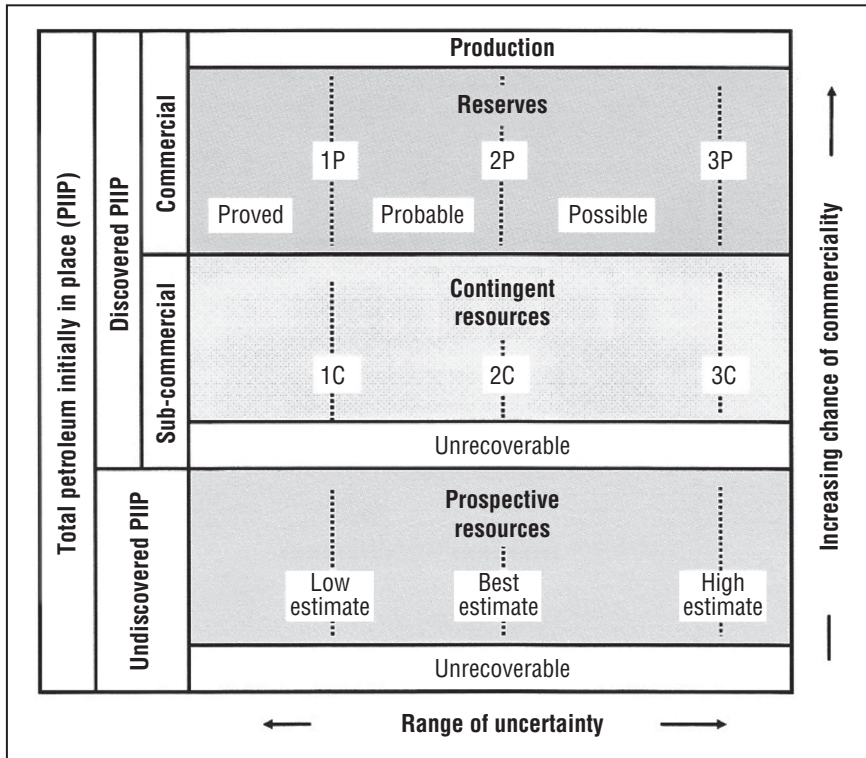 Production
Reserves
1P
2P
3P
Proved
Probable
Possible
Contingent
resources
1C
2C
3C
Unrecoverable
Prospective
resources
Low
estimate
Best
estimate
High
estimate
Unrecoverable
Total petroleum initially in place (PIIP)
Discovered PIIP
Undiscovered PIIP
Commercial
Sub-commercial
Increasing chance of commerciality
Range of uncertainty